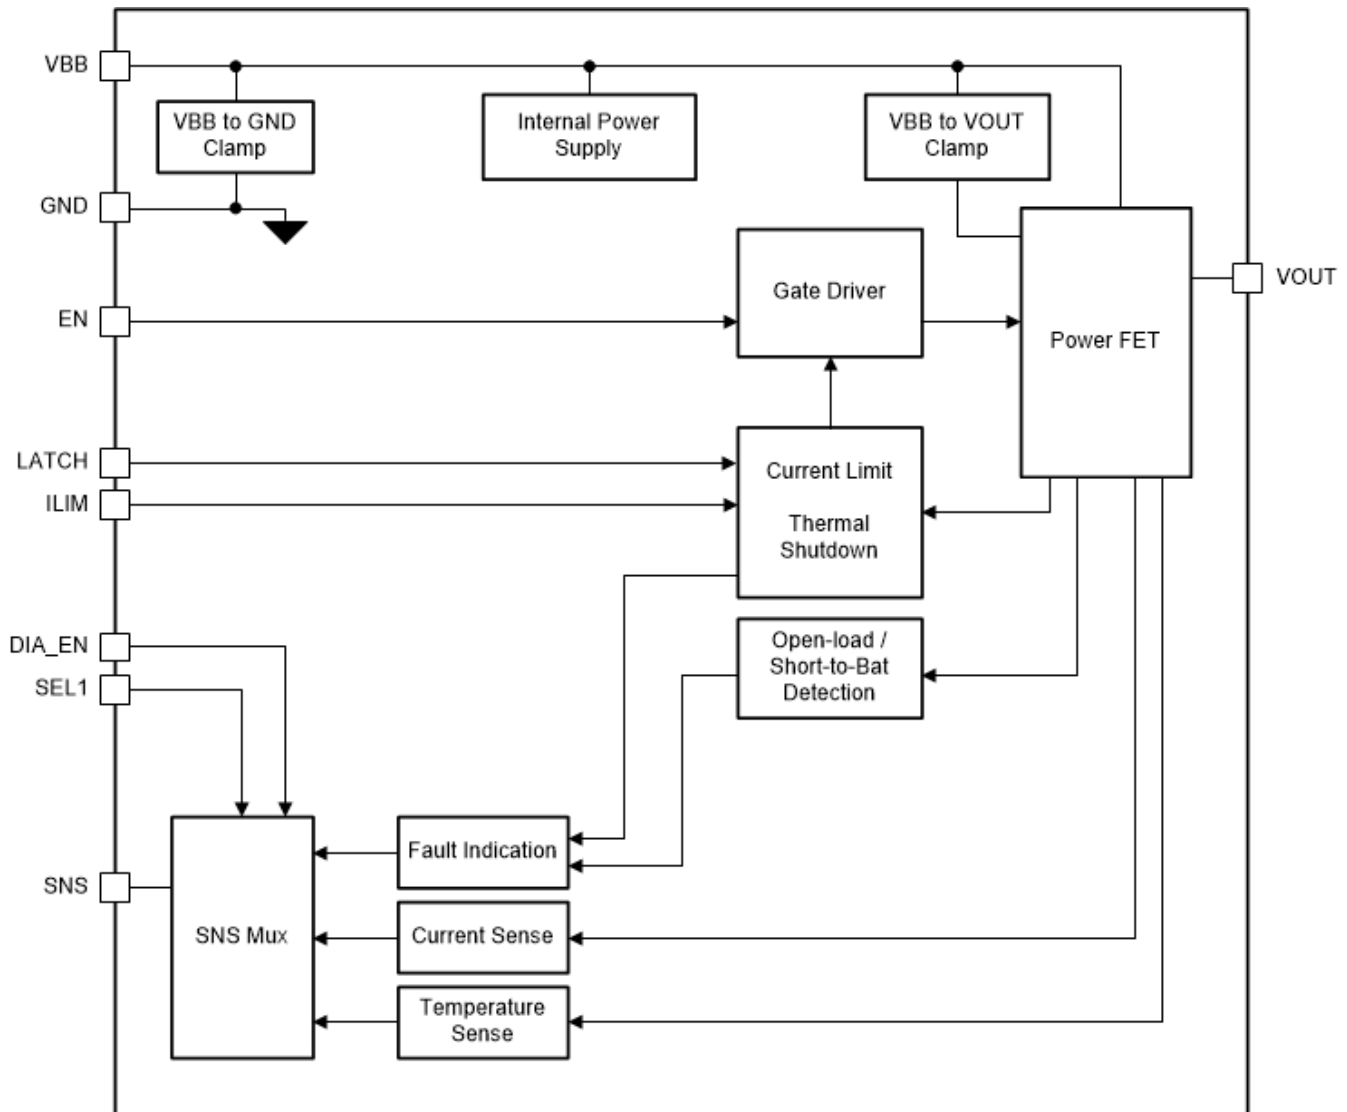 VBB
VBB to GND
Clamp
Internal Power
Supply
VBB to VOUT
Clamp
GND
Gate Driver
VOUT
EN
Power FET
LATCH
ILIM
Current Limit
Thermal
Shutdown
DIA_EN
SEL1
Open-load /
Short-to-Bat
Detection
Fault Indication
SNS
SNS Mux
Current Sense
Temperature
Sense